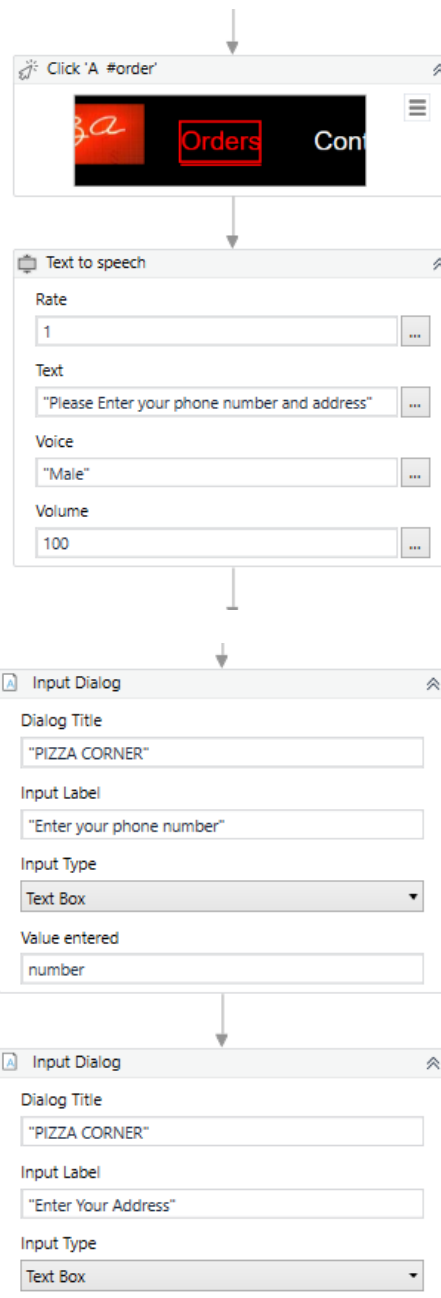 Click 'A  #order'
za
Orders
Cont
Text to speech
Rate
1
...
Text
"Please Enter your phone number and address"
...
Voice
"Male"
...
Volume
100
...
Input Dialog
Dialog Title
"PIZZA CORNER"
Input Label
"Enter your phone number"
Input Type
Text Box
Value entered
number
Input Dialog
Dialog Title
"PIZZA CORNER"
Input Label
"Enter Your Address"
Input Type
Text Box